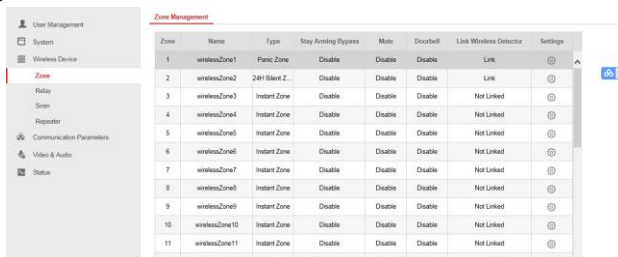 Zone Management
User Management
System
Wireless Device
Zone
Relay
Siren
Repeater
Communication Parameters
Video & Audio
Status
Zone Name Type Stay Arming Bypass Mute Doorbell Link Wireless Detector Settings
1 wirelessZone1 Panic Zone Disable Disable Disable Link
2 wirelessZone2 24H Silent Z... Disable Disable Disable Link
3 wirelessZone3 Instant Zone Disable Disable Disable Not Linked
4 wirelessZone4 Instant Zone Disable Disable Disable Not Linked
5 wirelessZone5 Instant Zone Disable Disable Disable Not Linked
6 wirelessZone6 Instant Zone Disable Disable Disable Not Linked
7 wirelessZone7 Instant Zone Disable Disable Disable Not Linked
8 wirelessZone8 Instant Zone Disable Disable Disable Not Linked
9 wirelessZone9 Instant Zone Disable Disable Disable Not Linked
10 wirelessZone10 Instant Zone Disable Disable Disable Not Linked
11 wirelessZone11 Instant Zone Disable Disable Disable Not Linked